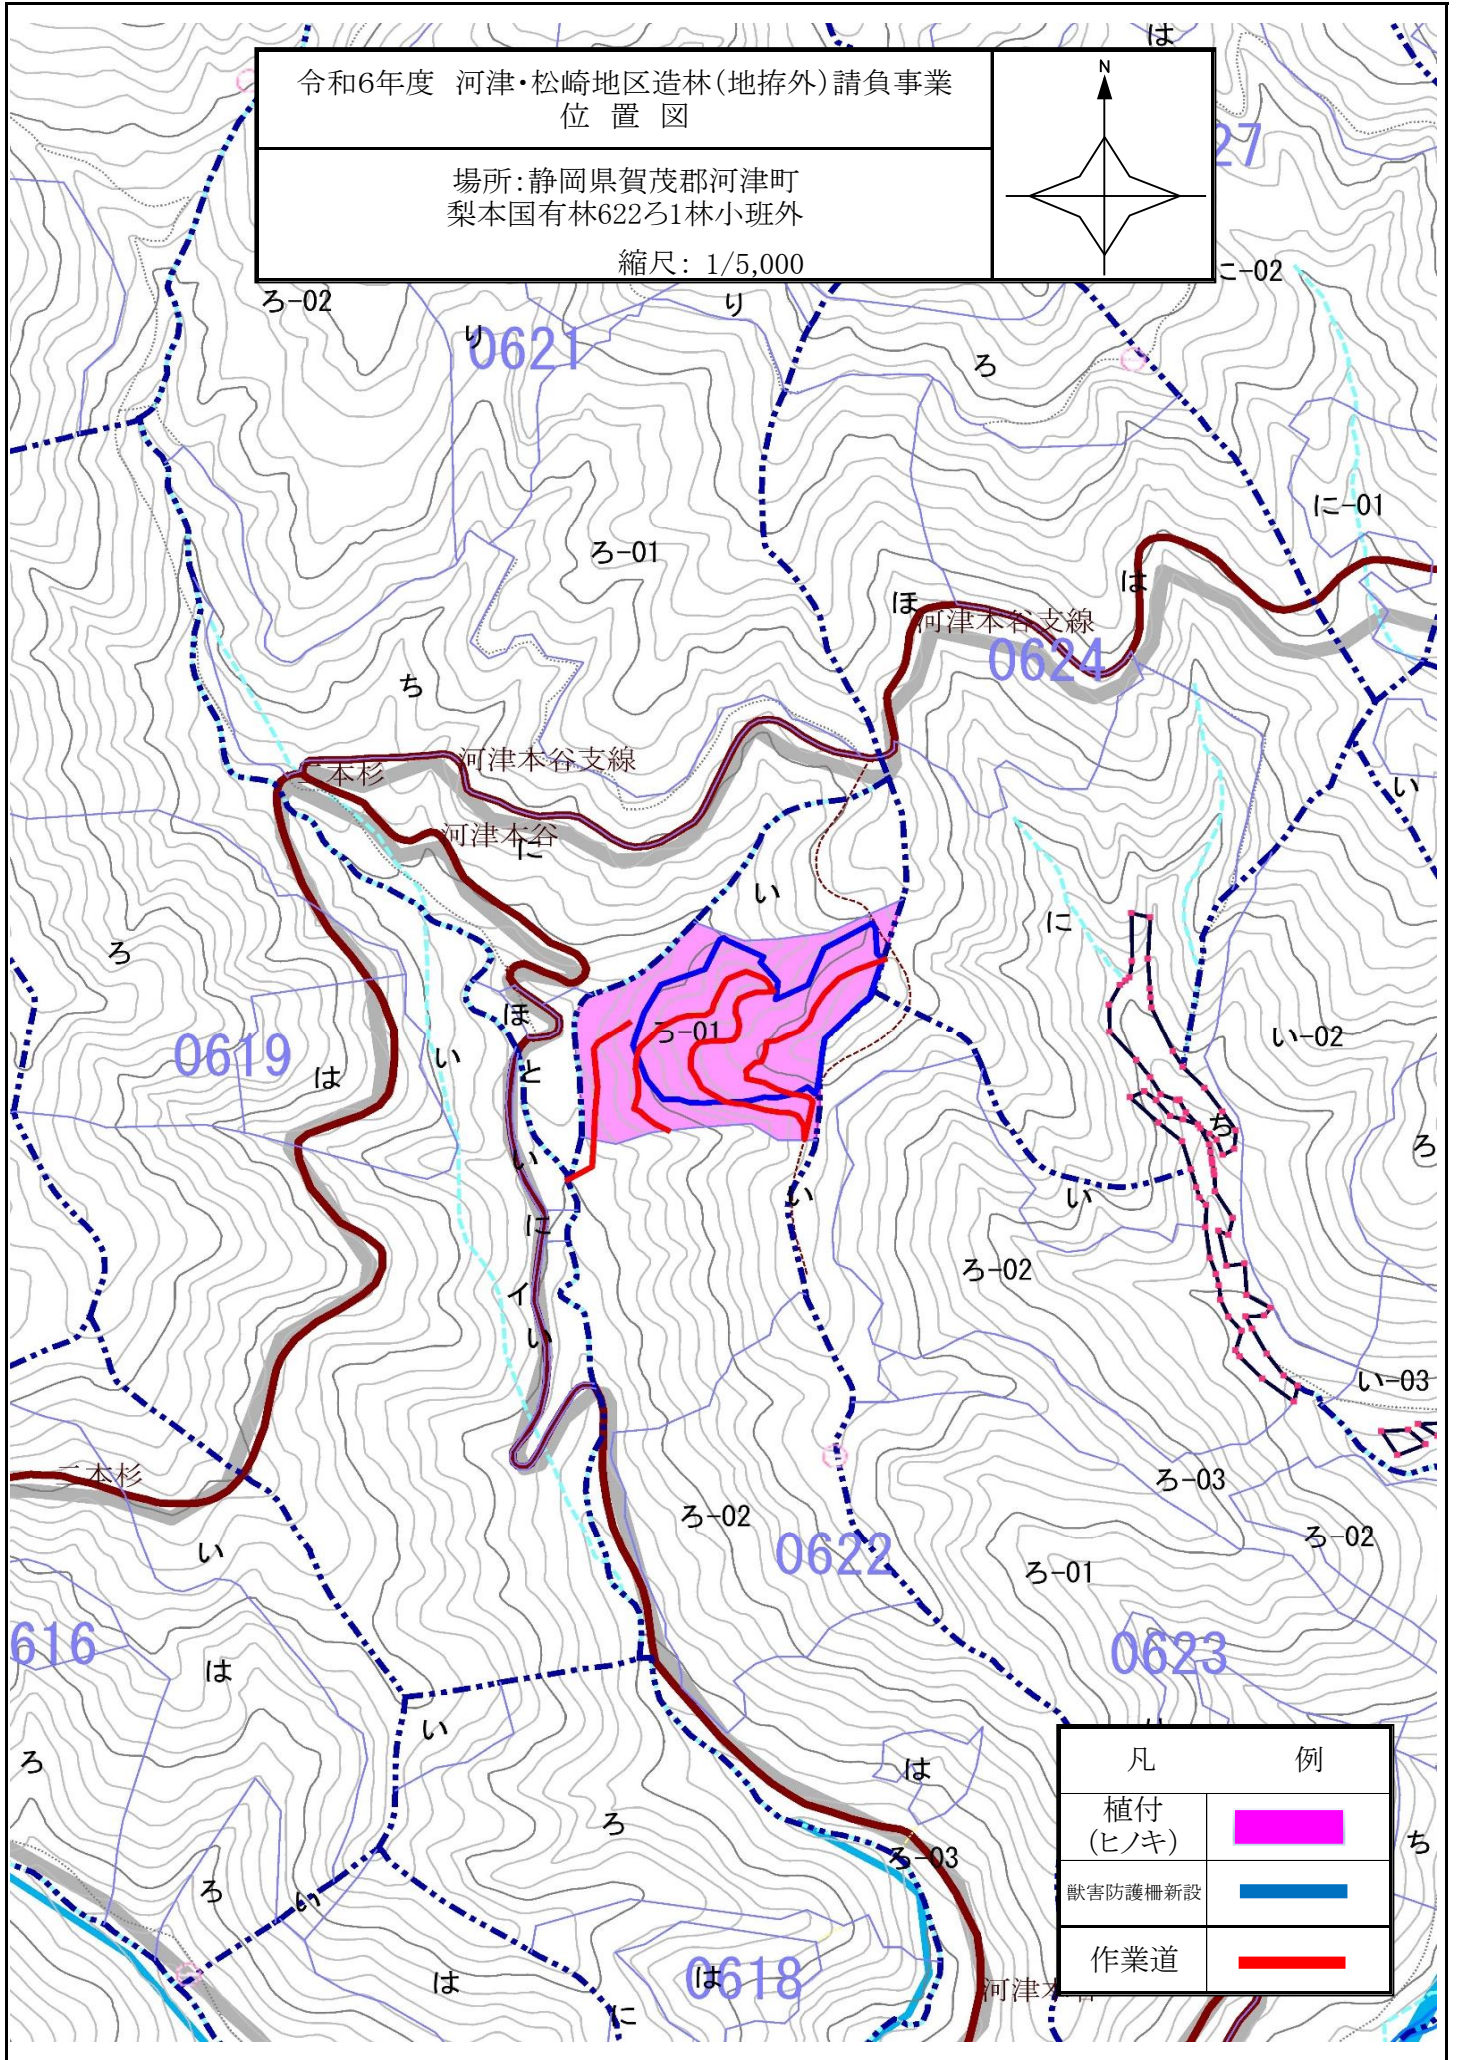 令和6年度 河津・松崎地区造林(地拵外)請負事業
位 置 図
場所:静岡県賀茂郡河津町
梨本国有林622ろ1林小班外
縮尺: 1/5,000
N
は
27
に-02
ろ-02
り
0621
り
ろ
に-01
ろ-01
は
ほ
河津本谷支線
0624
ち
河津本谷支線
二本杉
い
河津本谷
に
い
ろ
に
ろ-01
ほ
い-02
0619
は
い
と
ち
ろ
い
い
い
に
ろ-02
イ
い
い-03
二本杉
ろ-03
ろ-02
い
0622
ろ-02
ろ-01
616
は
0623
い
ろ
は
ろ
ろ-03
ろ
い
は
0618
は
に
河津本谷
凡 例
植付
(ヒノキ)
獣害防護柵新設
作業道
ち